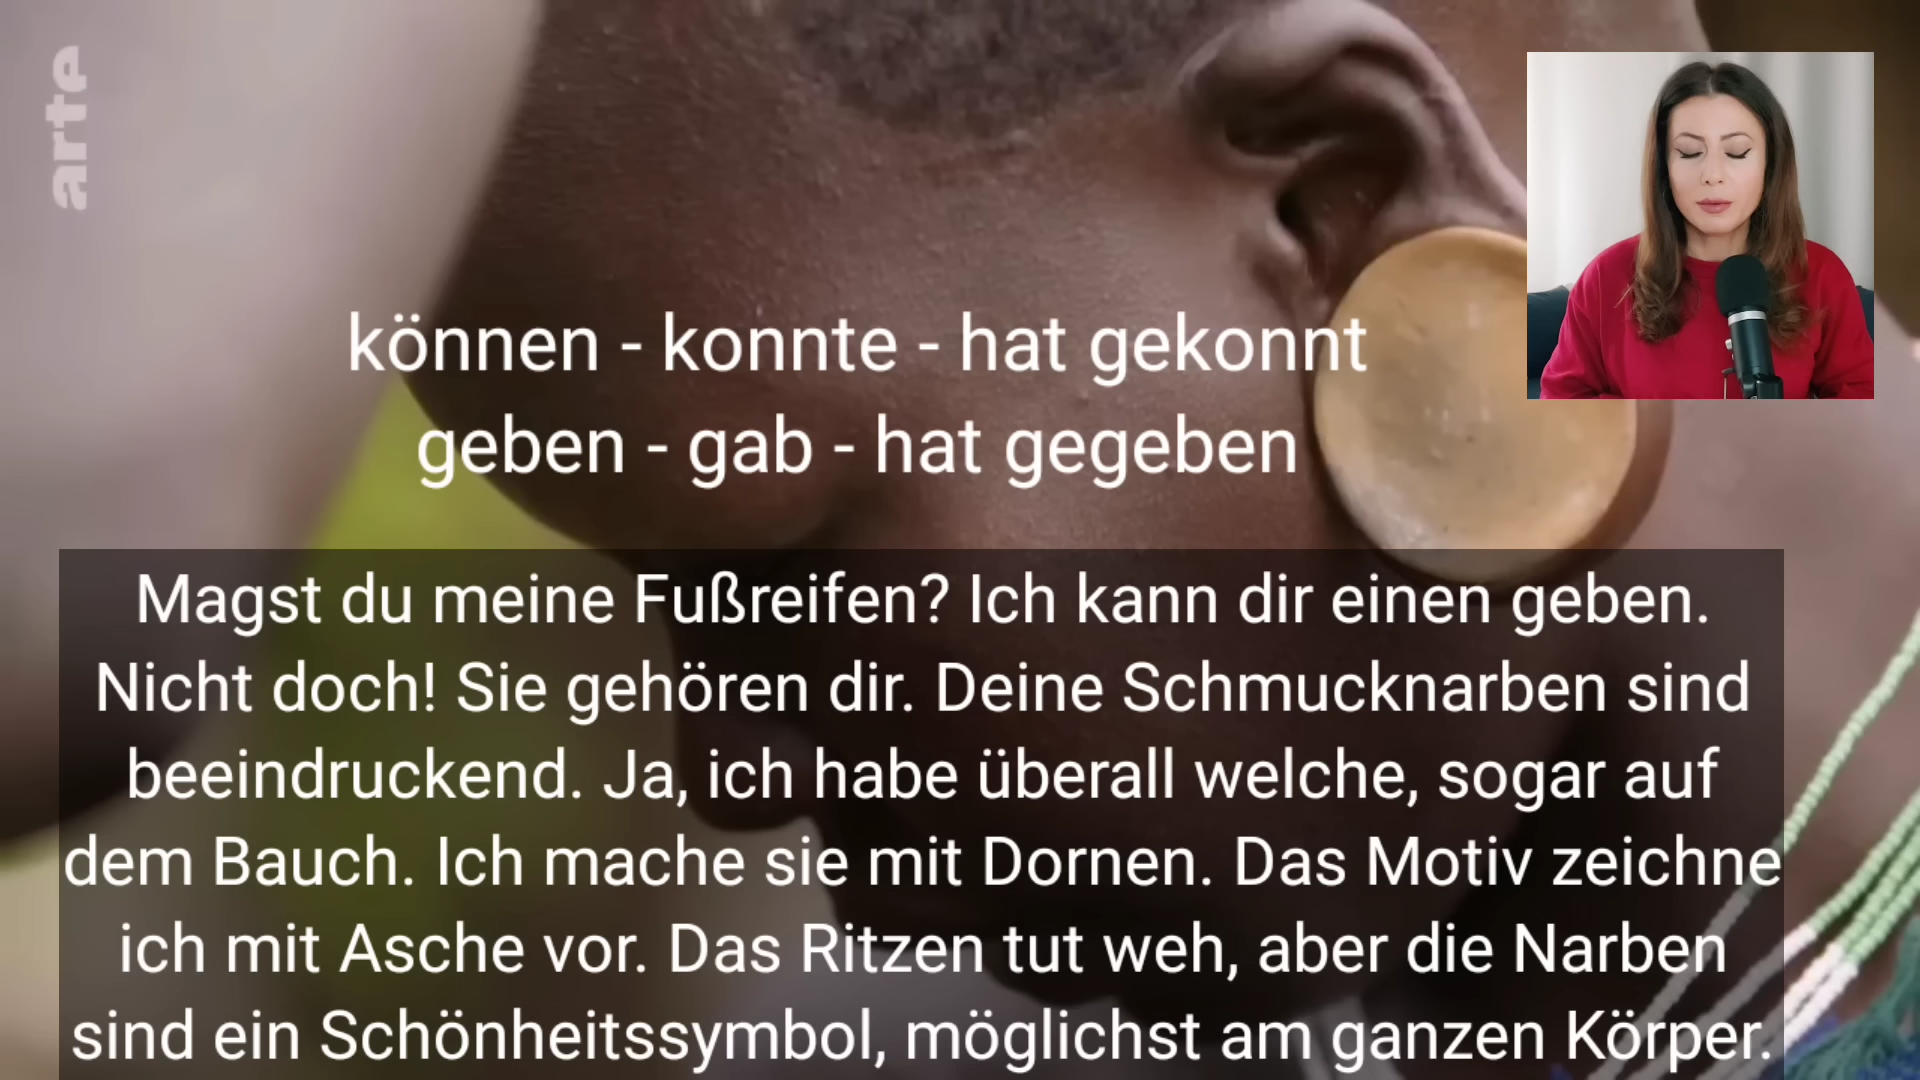 arte
können - konnte - hat gekonnt
geben - gab - hat gegeben
Magst du meine Fußreifen? Ich kann dir einen geben.
Nicht doch! Sie gehören dir. Deine Schmucknarben sind
beeindruckend. Ja, ich habe überall welche, sogar auf
dem Bauch. Ich mache sie mit Dornen. Das Motiv zeichne
ich mit Asche vor. Das Ritzen tut weh, aber die Narben
sind ein Schönheitssymbol, möglichst am ganzen Körper.